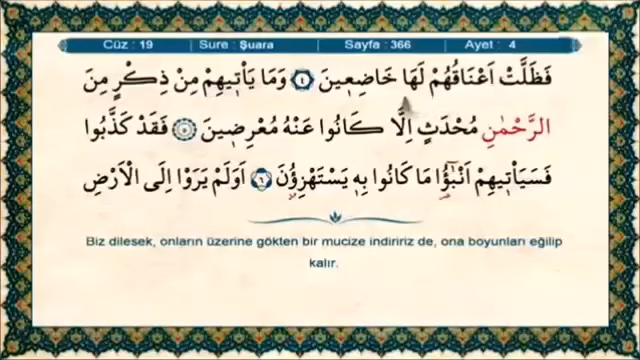 Cüz : 19 | Sure : Şuara | Sayfa : 366 | Ayet : 4
فَظَلَّتْ اَعْنَاقُهُمْ لَهَا خَاضِعٖينَ ﴿٤﴾ وَمَا يَأْتٖيهِمْ مِنْ ذِكْرٍ مِنَ
الرَّحْمٰنِ مُحْدَثٍ اِلَّا كَانُوا عَنْهُ مُعْرِضٖينَ ﴿٥﴾ فَقَدْ كَذَّبُوا
فَسَيَأْتٖيهِمْ اَنْبٰٓؤُا مَا كَانُوا بِهٖ يَسْتَهْزِؤُ۫نَ ﴿٦﴾ اَوَلَمْ يَرَوْا اِلَى الْاَرْضِ
Biz dilesek, onların üzerine gökten bir mucize indiririz de, ona boyunları eğilip
kalır.